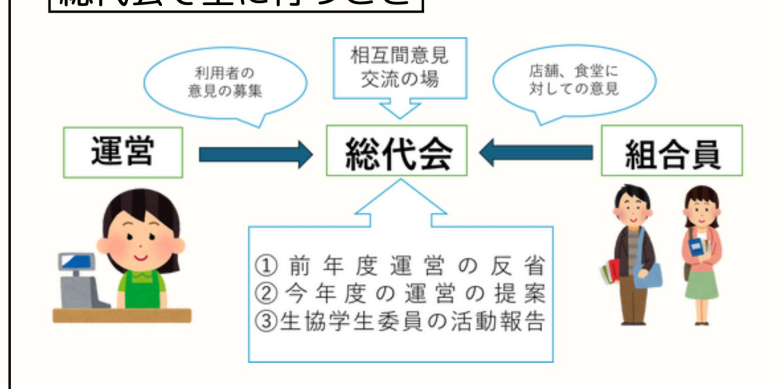 総代会で主に行うこと
利用者の
意見の募集
相互間意見
交流の場
店舗、食堂に
対しての意見
運営
総代会
組合員
①前年度運営の反省
②今年度の運営の提案
③生協学生委員の活動報告